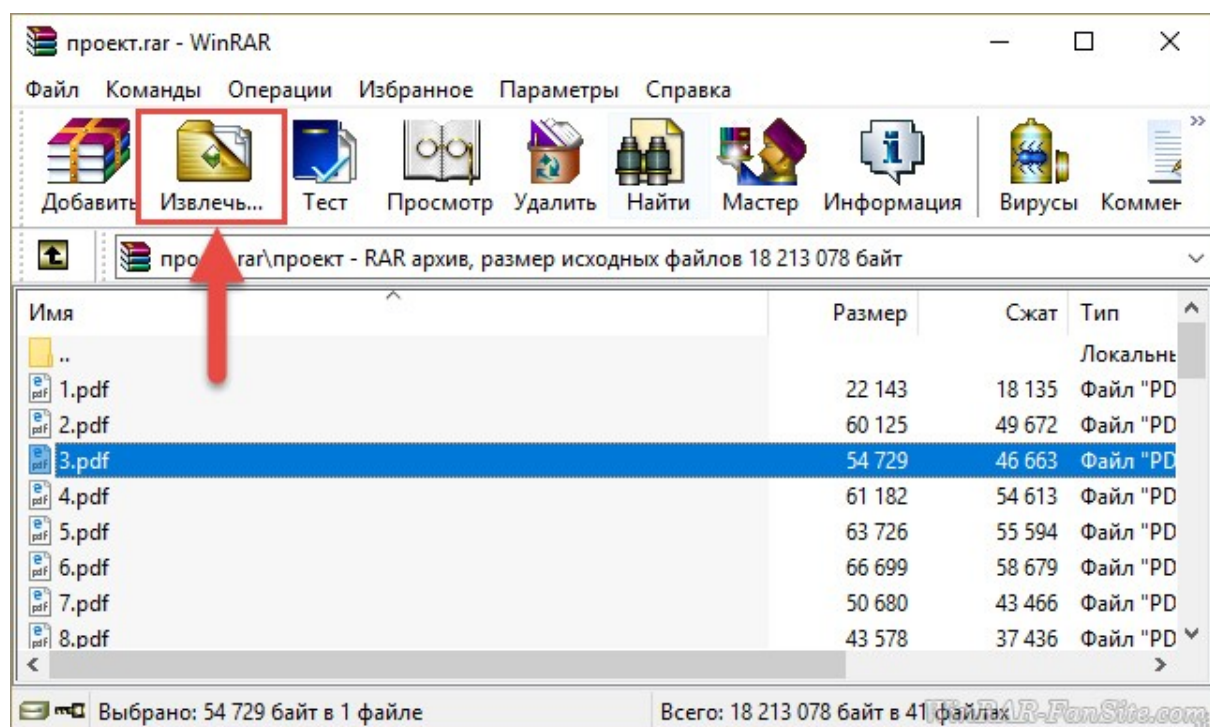 проект.rar - WinRAR
Файл Команды Операции Избранное Параметры Справка
Добавить Извлечь... Тест Просмотр Удалить Найти Мастер Информация Вирусы Коммен
rar\проект - RAR архив, размер исходных файлов 18 213 078 байт
Имя Размер Сжат Тип
.. Локальны
1.pdf 22 143 18 135 Файл "PD
2.pdf 60 125 49 672 Файл "PD
3.pdf 54 729 46 663 Файл "PD
4.pdf 61 182 54 613 Файл "PD
5.pdf 63 726 55 594 Файл "PD
6.pdf 66 699 58 679 Файл "PD
7.pdf 50 680 43 466 Файл "PD
8.pdf 43 578 37 436 Файл "PD
Выбрано: 54 729 байт в 1 файле Всего: 18 213 078 байт в 41 файлах
WinRAR-FanSite.com